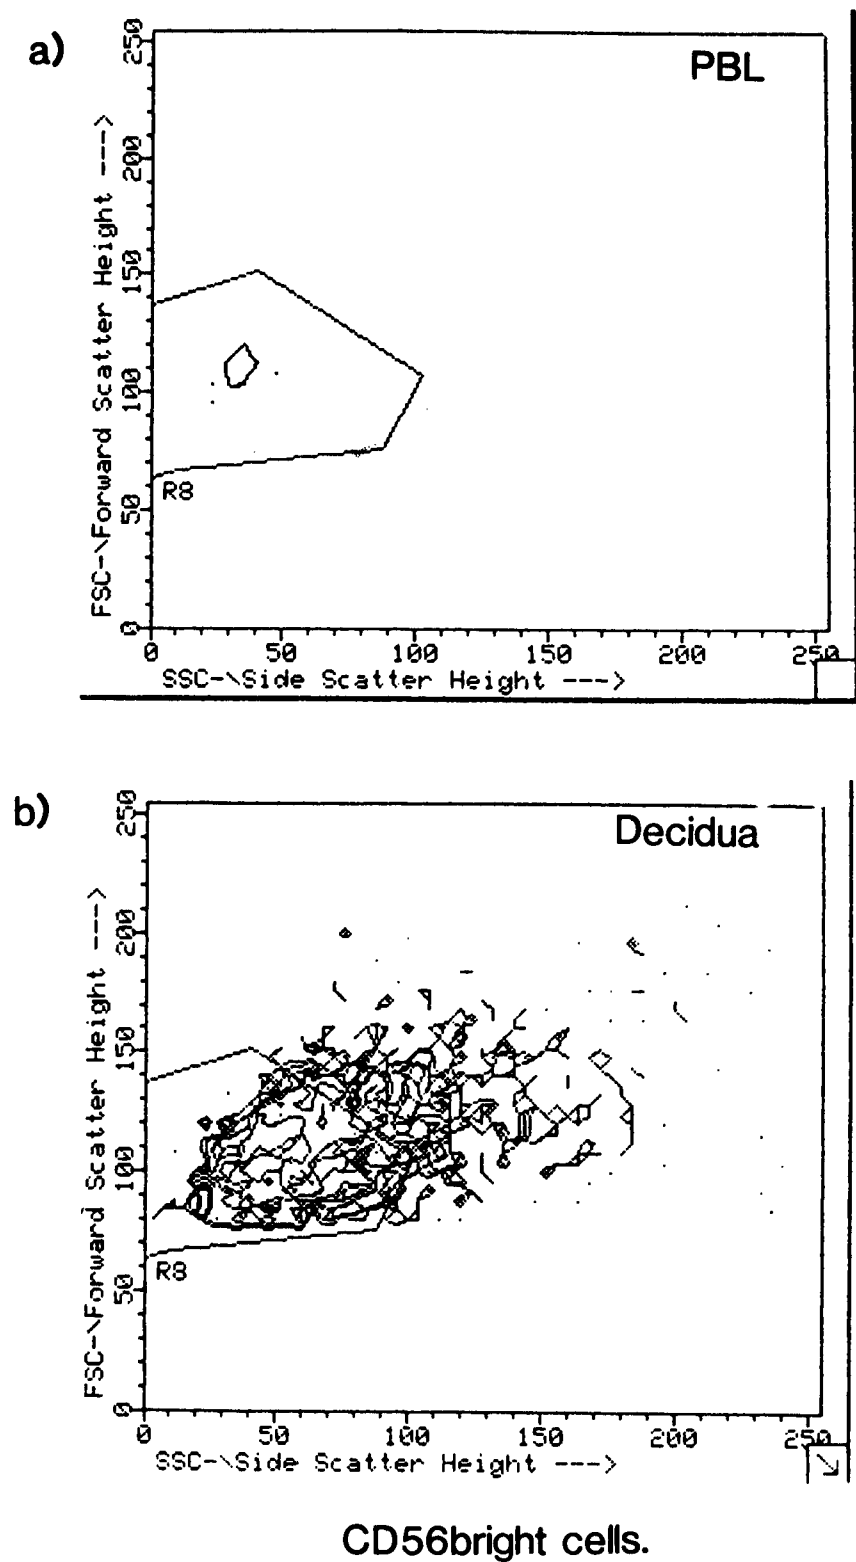 a)
PBL
250
200
150
100
50
0
FSC-\Forward Scatter Height --->
R8
0 50 100 150 200 250
SSC-\Side Scatter Height --->
b)
Decidua
250
200
150
100
50
0
FSC-\Forward Scatter Height --->
R8
0 50 100 150 200 250
SSC-\Side Scatter Height --->
CD56bright cells.